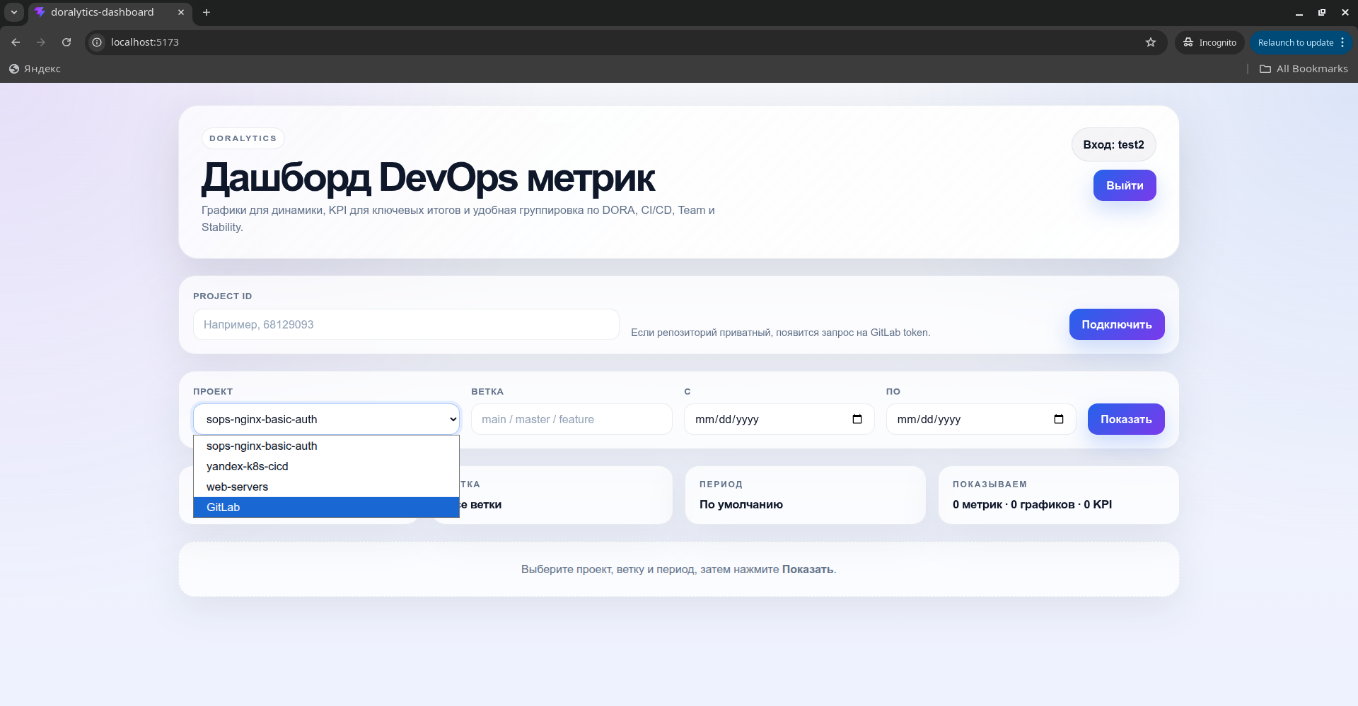 doralytics-dashboard
localhost:5173
Incognito
Relaunch to update
Яндекс
All Bookmarks
DORALYTICS
Дашборд DevOps метрик
Графики для динамики, KPI для ключевых итогов и удобная группировка по DORA, CI/CD, Team и
Stability.
Вход: test2
Выйти
PROJECT ID
Например, 68129093
Если репозиторий приватный, появится запрос на GitLab token.
Подключить
ПРОЕКТ
ВЕТКА
С
ПО
sops-nginx-basic-auth
main / master / feature
mm/dd/yyyy
mm/dd/yyyy
Показать
sops-nginx-basic-auth
yandex-k8s-cicd
web-servers
GitLab
ПЕРИОД
По умолчанию
ПОКАЗЫВАЕМ
0 метрик · 0 графиков · 0 KPI
ветки
Выберите проект, ветку и период, затем нажмите Показать.